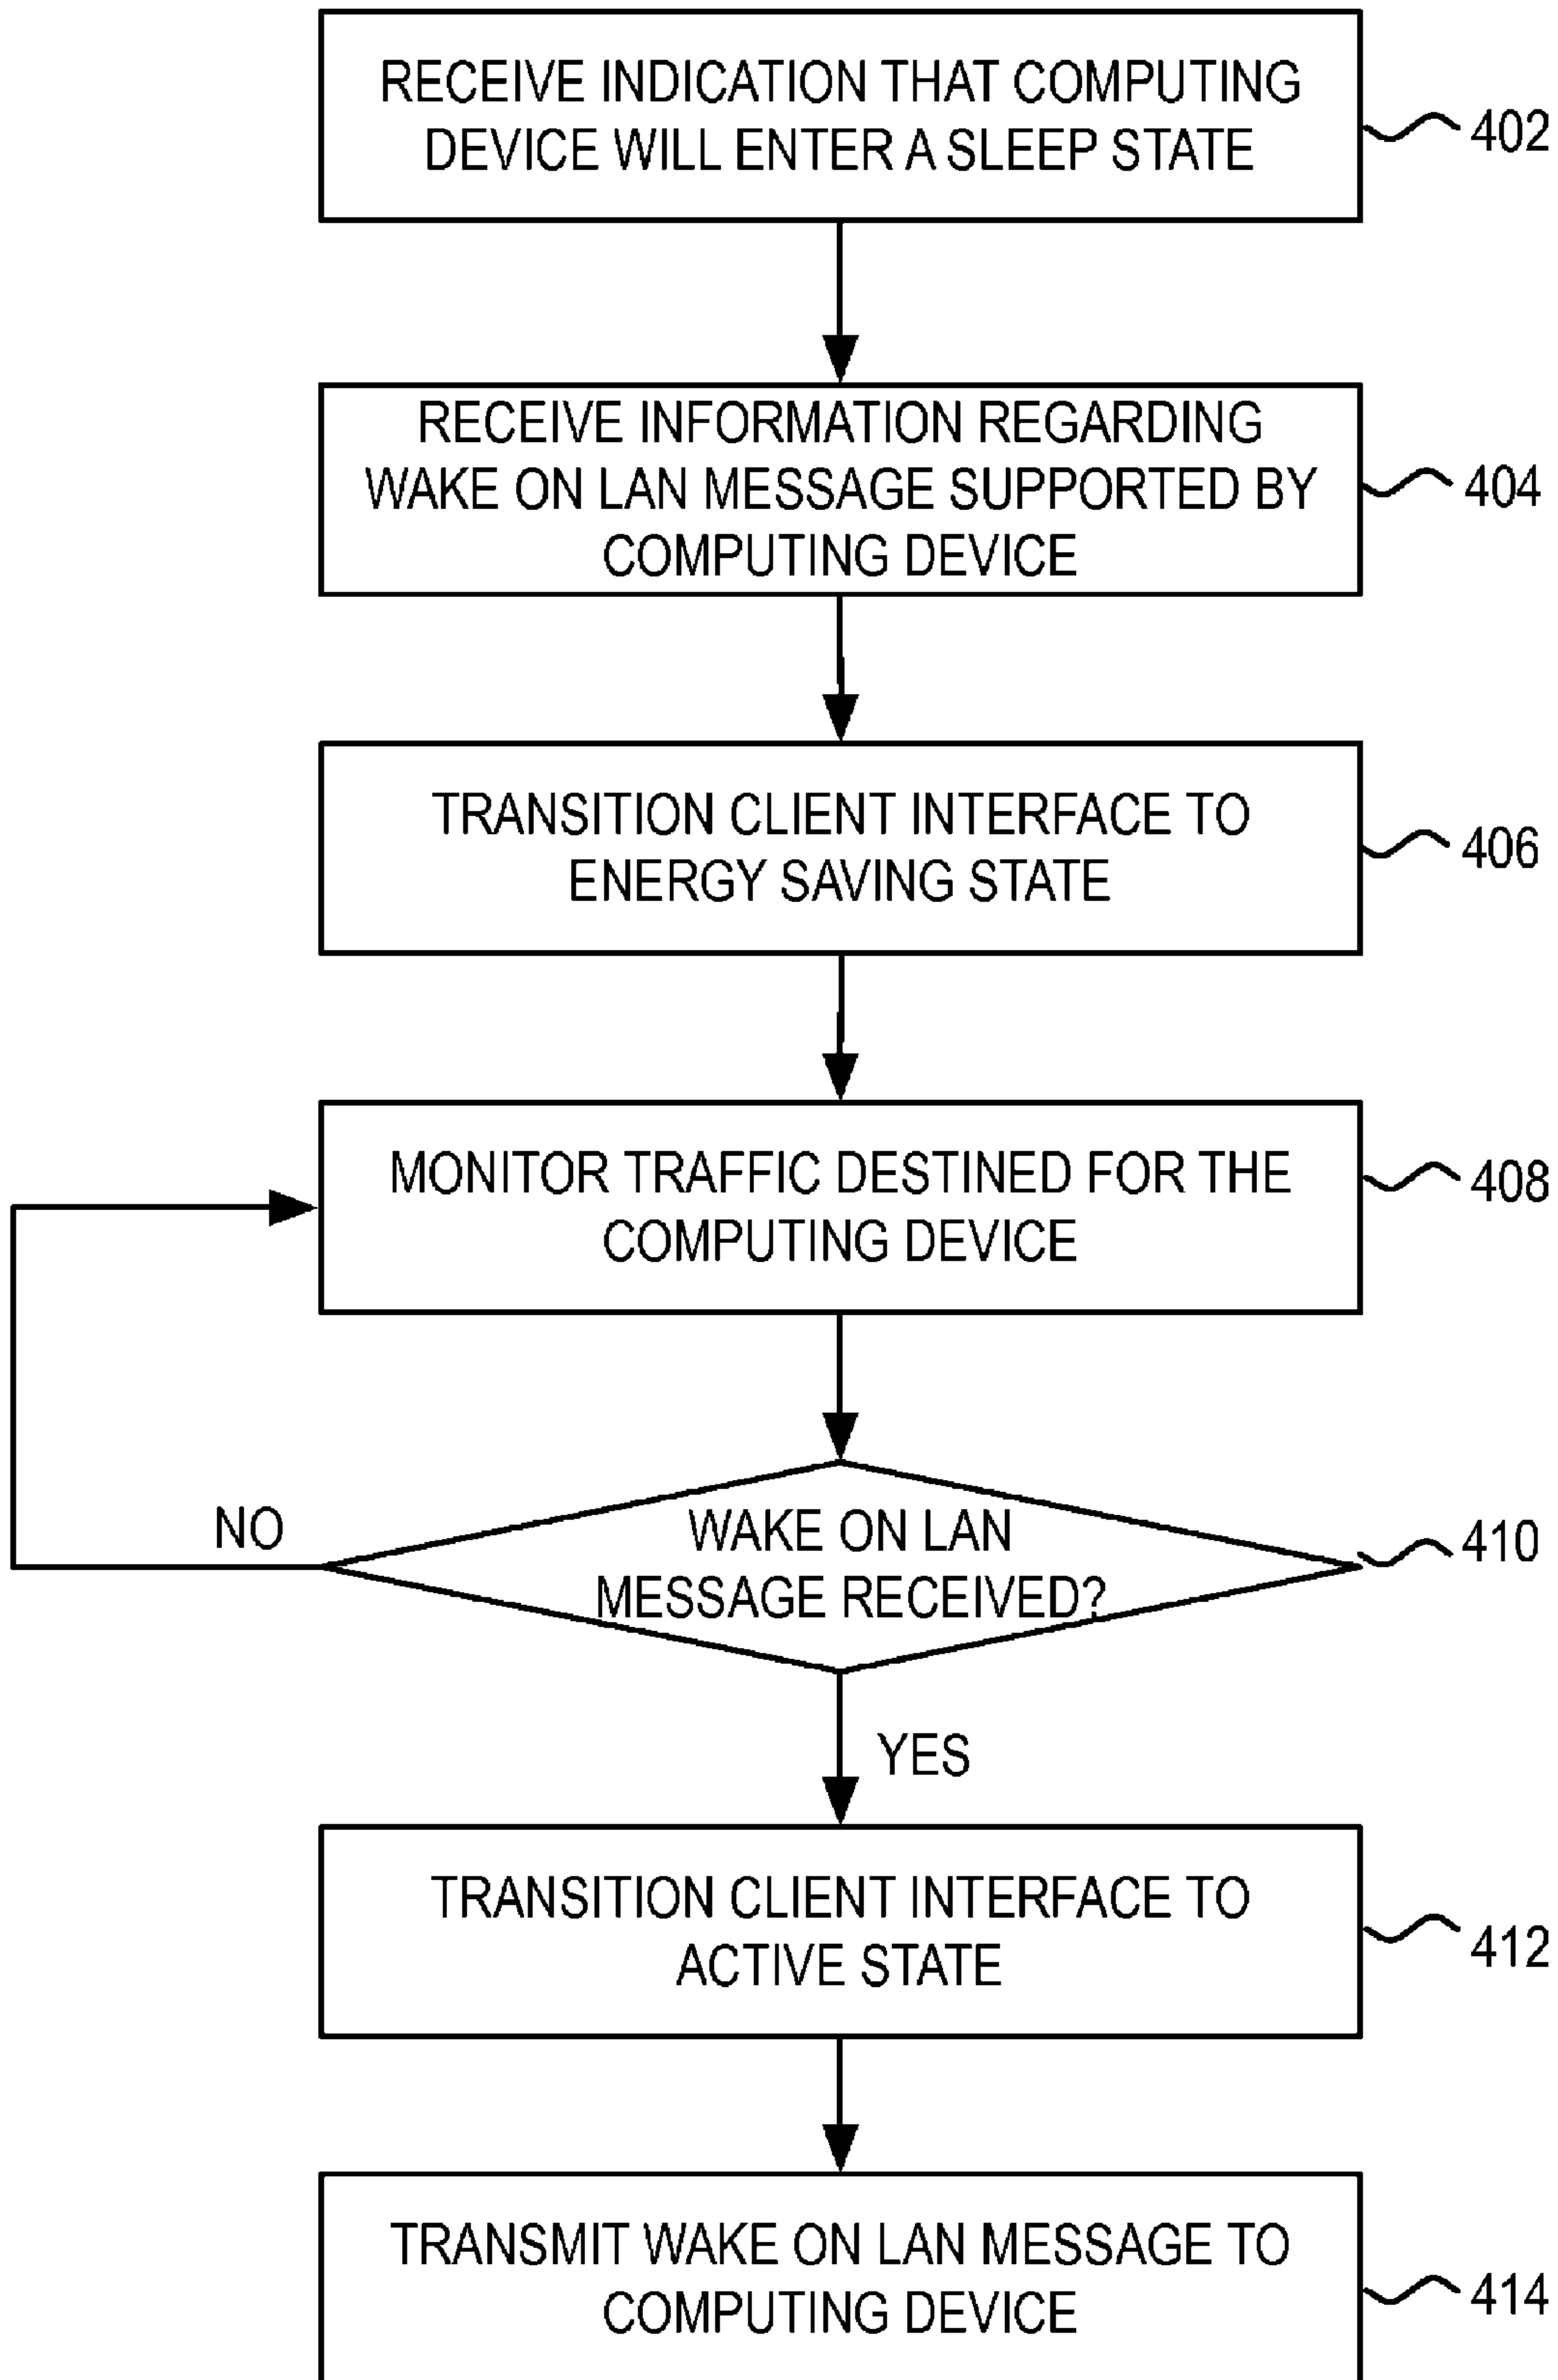 RECEIVE INDICATION THAT COMPUTING
DEVICE WILL ENTER A SLEEP STATE
402
RECEIVE INFORMATION REGARDING
WAKE ON LAN MESSAGE SUPPORTED BY
COMPUTING DEVICE
404
TRANSITION CLIENT INTERFACE TO
ENERGY SAVING STATE
406
MONITOR TRAFFIC DESTINED FOR THE
COMPUTING DEVICE
408
NO
WAKE ON LAN
MESSAGE RECEIVED?
410
YES
TRANSITION CLIENT INTERFACE TO
ACTIVE STATE
412
TRANSMIT WAKE ON LAN MESSAGE TO
COMPUTING DEVICE
414